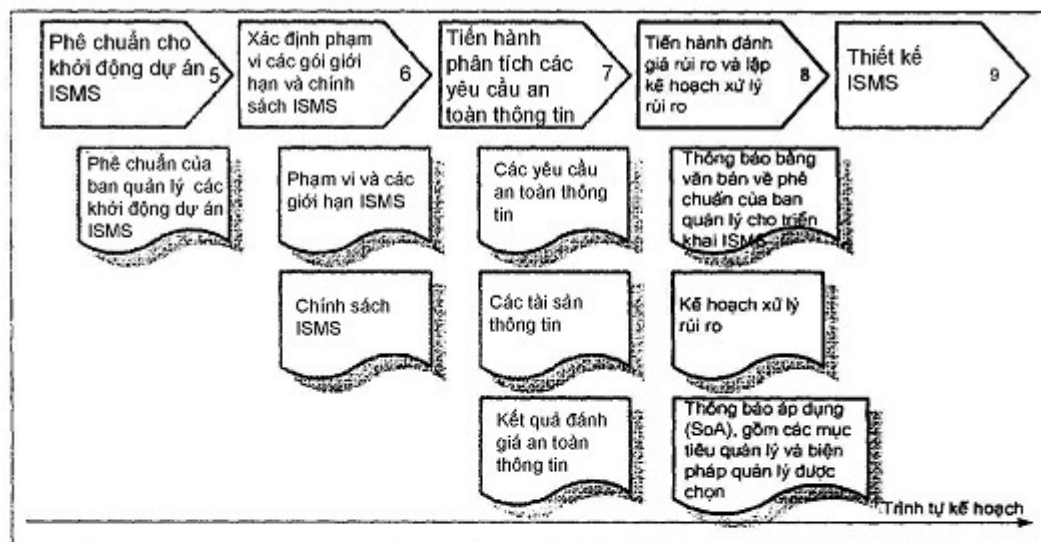 Phê chuẩn cho
khởi động dự án 5
ISMS
Xác định phạm
vi các gói giới 6
hạn và chính
sách ISMS
Tiến hành
phân tích các 7
yêu cầu an
toàn thông tin
Tiến hành đánh
giá rủi ro và lập 8
kế hoạch xử lý
rủi ro
Thiết kế
ISMS 9
Phê chuẩn của
ban quản lý các
khởi động dự án
ISMS
Phạm vi và các
giới hạn ISMS
Các yêu cầu
an toàn thông
tin
Thông báo bằng
văn bản về phê
chuẩn của ban
quản lý cho triển
khai ISMS
Chính sách
ISMS
Các tài sản
thông tin
Kế hoạch xử lý
rủi ro
Kết quả đánh
giá an toàn
thông tin
Thông báo áp dụng
(SoA), gồm các mục
tiêu quản lý và biện
pháp quản lý được
chọn
Trình tự kế hoạch